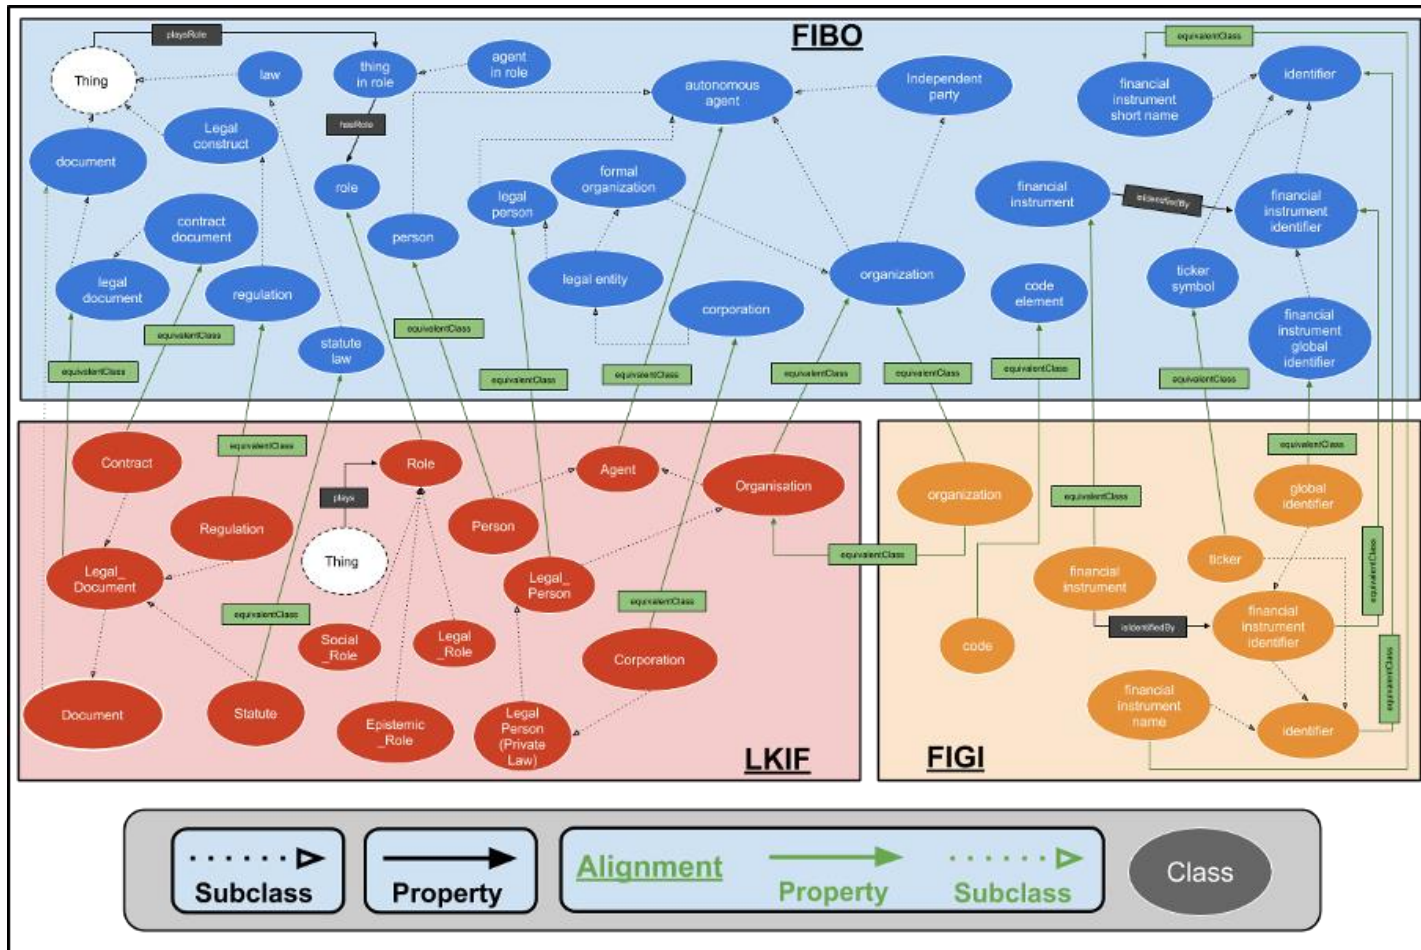 FIBO
playsRole
equivalentClass
Thing
law
thing
in role
agent
in role
autonomous
agent
Independent
party
financial
instrument
short name
identifier
hasRole
Legal
construct
document
role
formal
organization
legal
person
financial
instrument
isIdentifiedBy
financial
instrument
identifier
contract
document
person
legal
document
regulation
legal entity
organization
code
element
ticker
symbol
corporation
statute
law
financial
instrument
global
identifier
equivalentClass
equivalentClass
equivalentClass
equivalentClass
equivalentClass
equivalentClass
equivalentClass
equivalentClass
equivalentClass
Contract
equivalentClass
Role
Agent
Organisation
organization
equivalentClass
global
identifier
plays
equivalentClass
Regulation
Person
Thing
equivalentClass
ticker
equivalentClass
Legal_
Document
Legal_
Person
financial
instrument
equivalentClass
equivalentClass
isIdentifiedBy
financial
instrument
identifier
Social
_Role
Legal
_Role
Corporation
code
equivalentClass
Document
Statute
Epistemic
_Role
Legal
Person
(Private
Law)
financial
instrument
name
identifier
LKIF
FIGI
Subclass
Property
Alignment
Property
Subclass
Class